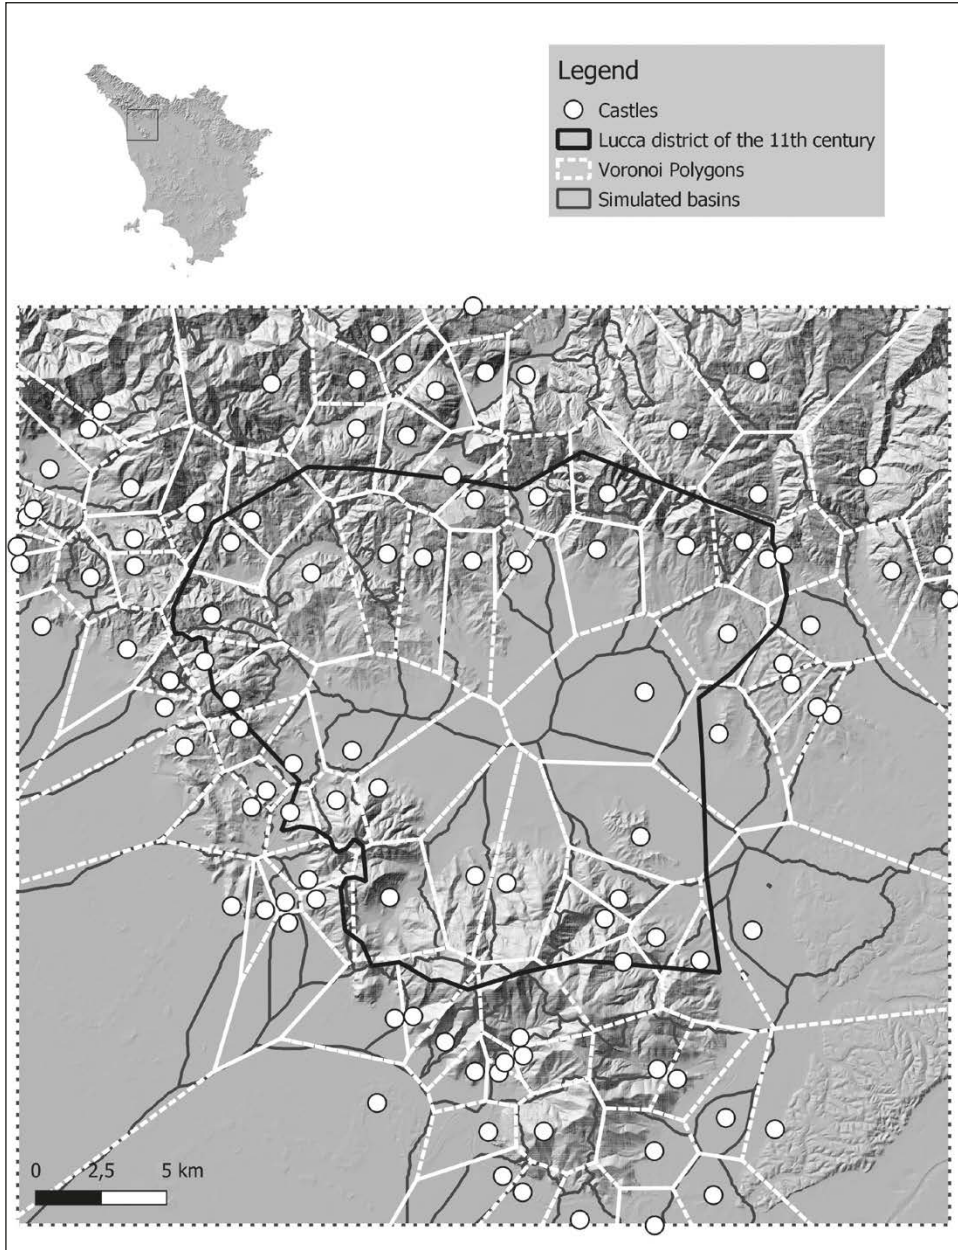 Legend
Castles
Lucca district of the 11th century
Voronoi Polygons
Simulated basins
0 2,5 5 km